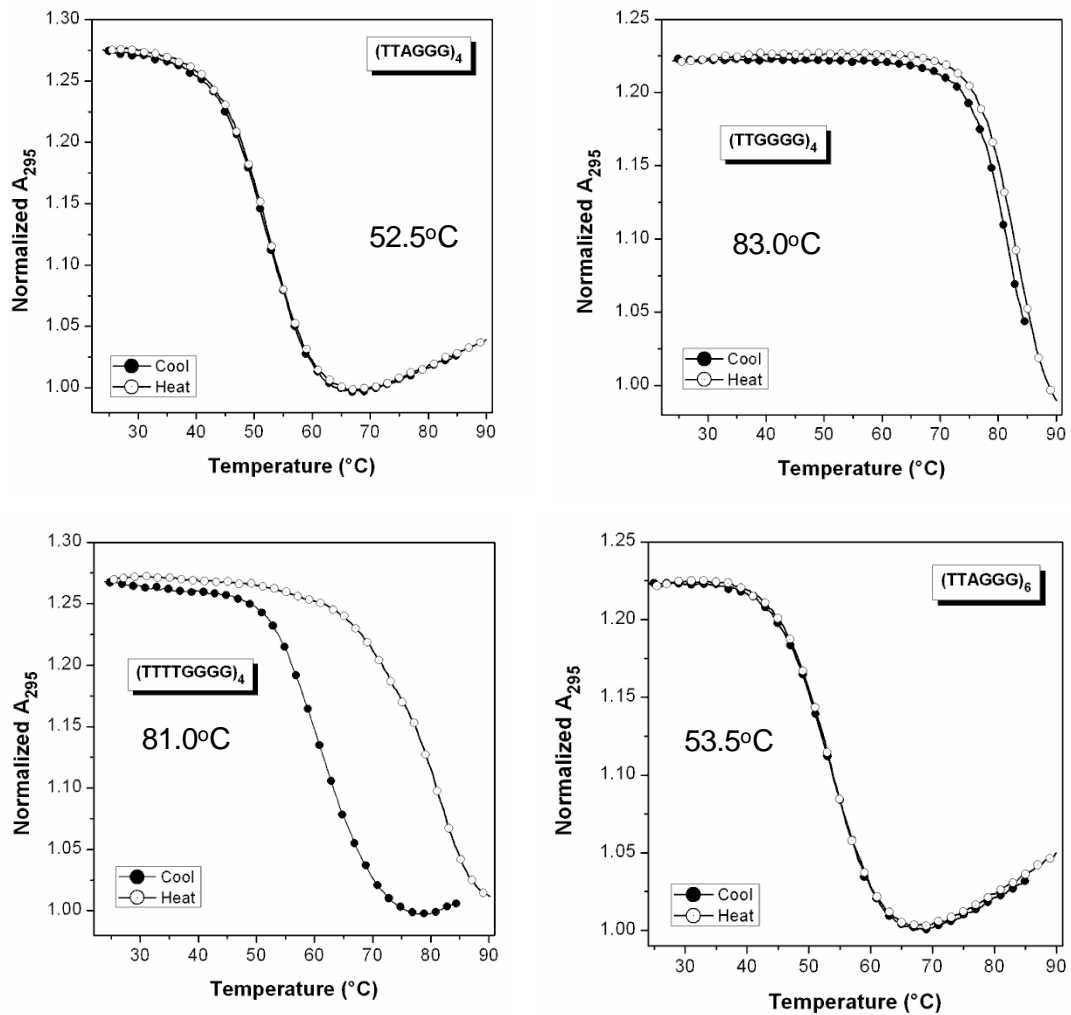 (TTAGGG)4
52.5°C
Normalized A295
1.30
1.25
1.20
1.15
1.10
1.05
1.00
Cool
Heat
30 40 50 60 70 80 90
Temperature (°C)
(TTGGGG)4
83.0°C
Normalized A295
1.25
1.20
1.15
1.10
1.05
1.00
Cool
Heat
30 40 50 60 70 80 90
Temperature (°C)
(TTTTGGGG)4
81.0°C
Normalized A295
1.30
1.25
1.20
1.15
1.10
1.05
1.00
Cool
Heat
30 40 50 60 70 80 90
Temperature (°C)
(TTAGGG)6
53.5°C
Normalized A295
1.25
1.20
1.15
1.10
1.05
1.00
Cool
Heat
30 40 50 60 70 80 90
Temperature (°C)